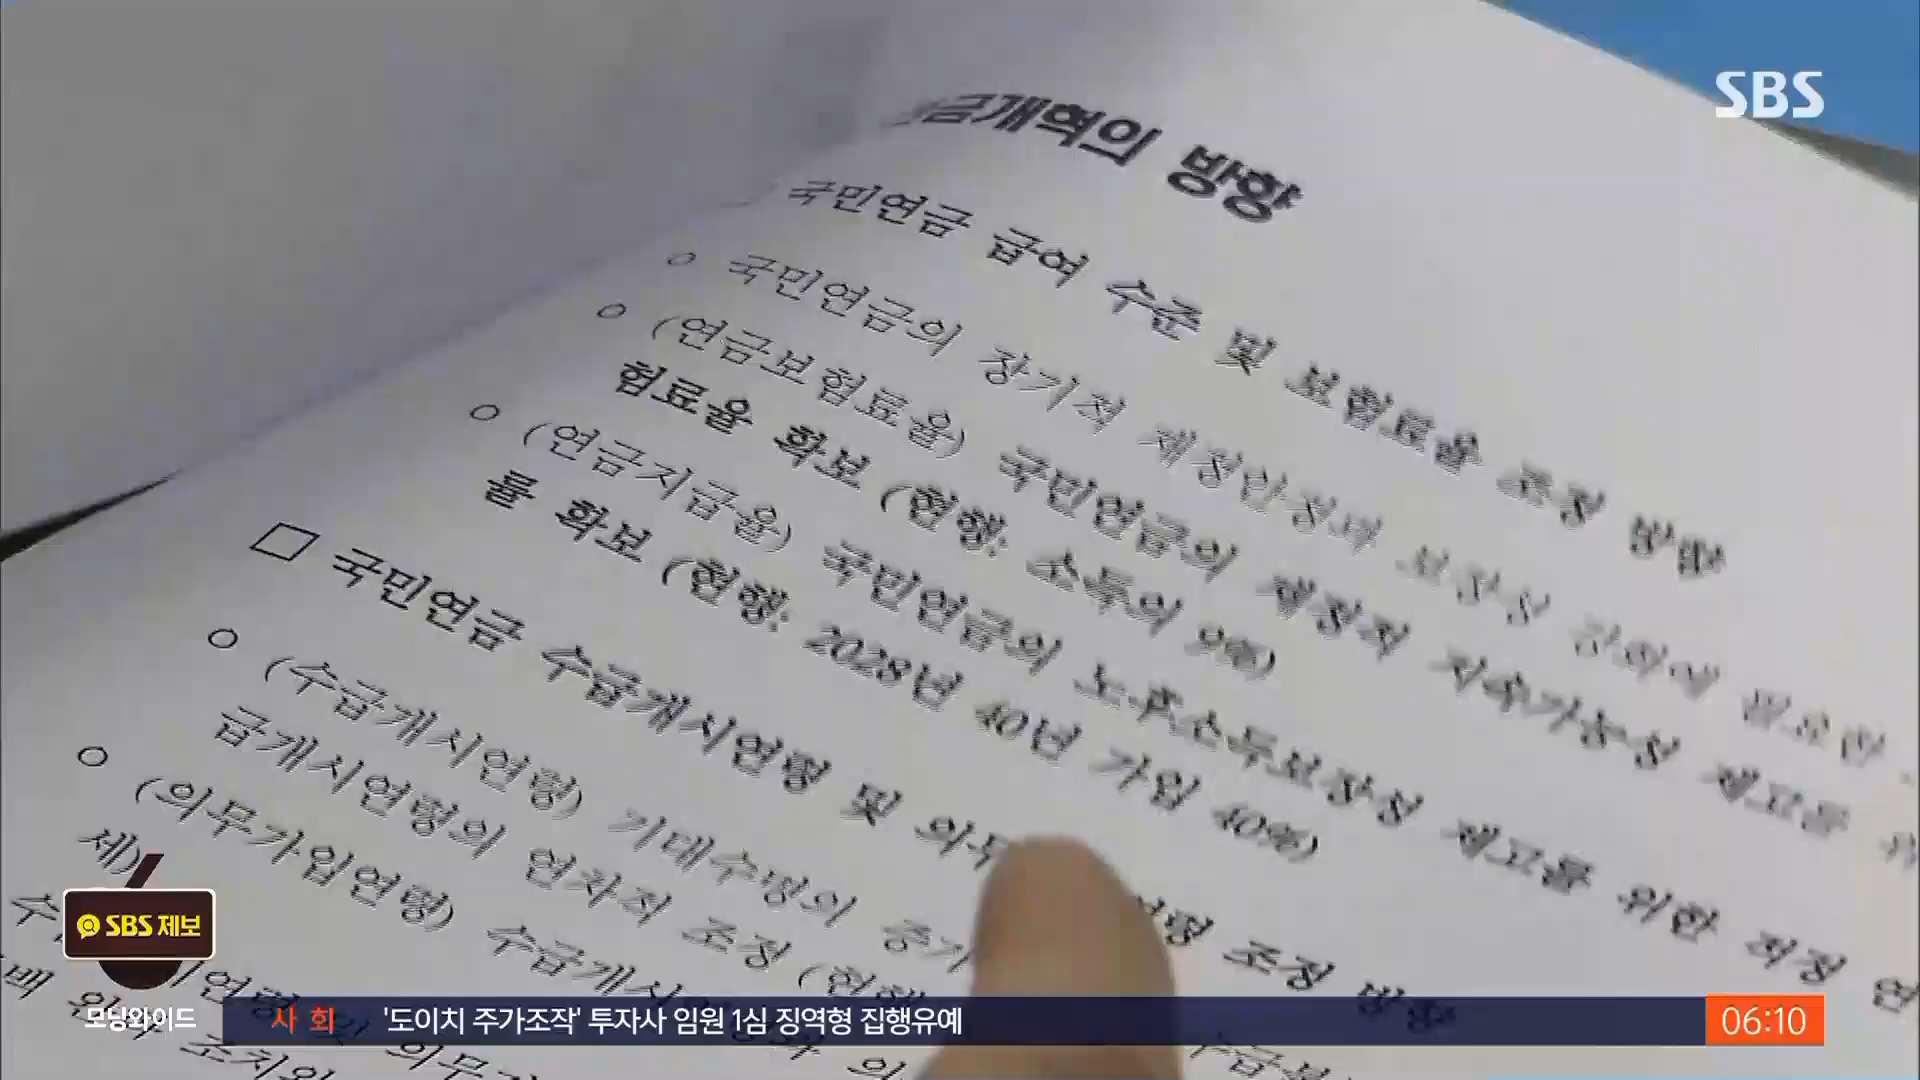 SBS
금개혁의 방향
국민연금 급여 수준 및 보험료율 조정 방향
○ 국민연금의 장기적 재정안정과 보장성 강화에 필요한
○ (연금보험료율) 국민연금의 재정적 지속가능성 제고를
험료율 확보 (현행: 소득의 9%)
○ (연금지급율) 국민연금의 노후소득보장성 제고를 위한 적정 연
률 확보 (현행: 2028년 40년 가입 40%)
□ 국민연금 수급개시연령 및 의무 연령 조정 방향
○ (수급개시연령) 기대수명의 증가
급개시연령의 연차적 조정 (현행
○ (의무가입연령) 수급개시
세)
SBS 제보
모닝와이드
사회 '도이치 주가조작' 투자사 임원 1심 징역형 집행유예
06:10